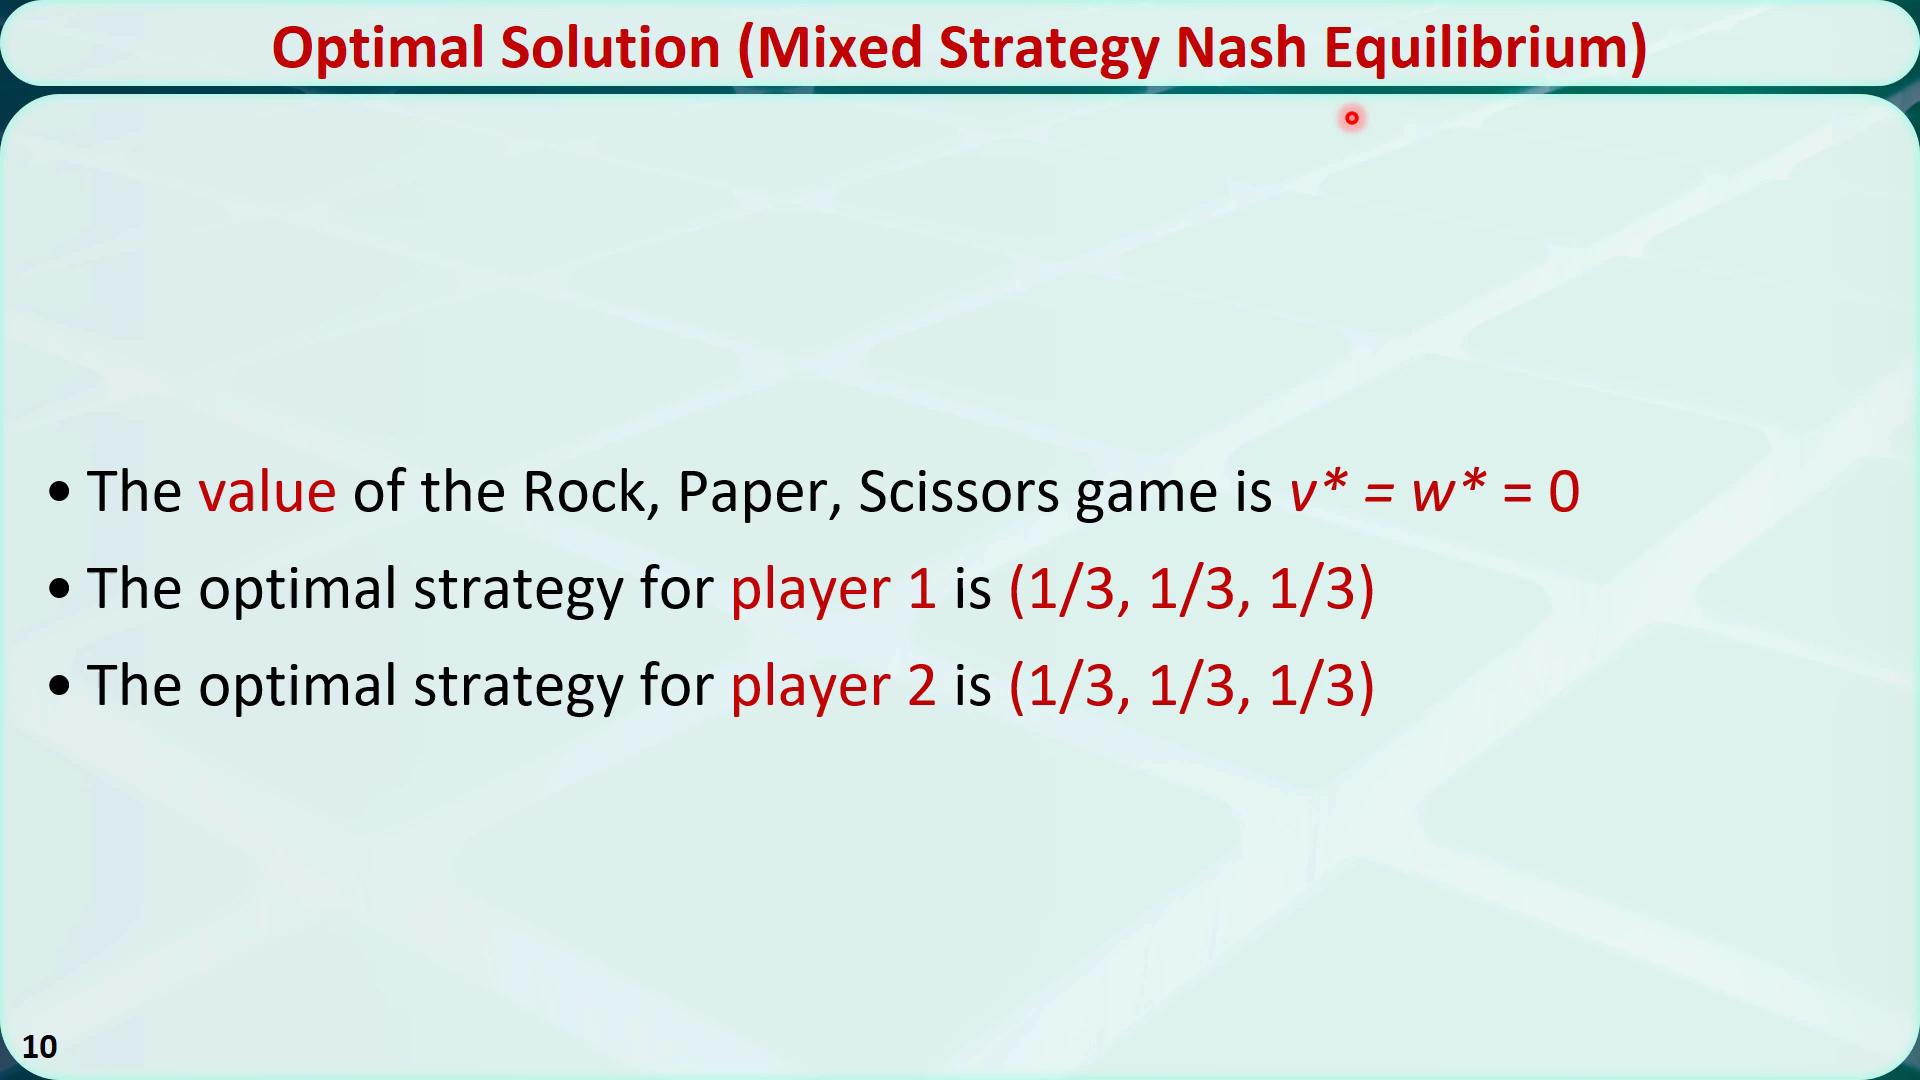 Optimal Solution (Mixed Strategy Nash Equilibrium)
• The value of the Rock, Paper, Scissors game is v* = w* = 0
• The optimal strategy for player 1 is (1/3, 1/3, 1/3)
• The optimal strategy for player 2 is (1/3, 1/3, 1/3)
10